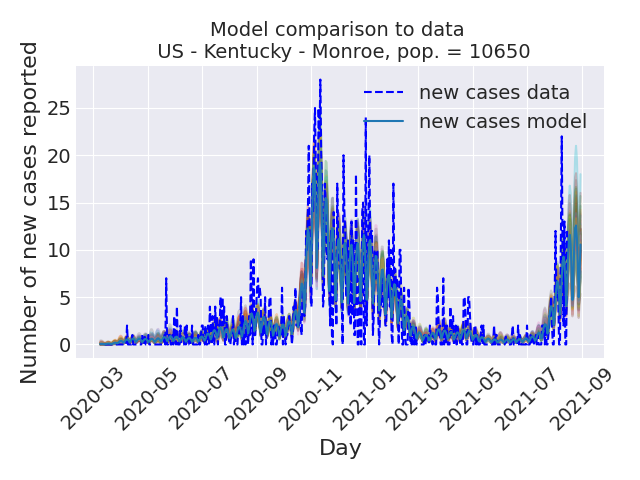 Model comparison to data
US - Kentucky - Monroe, pop. = 10650
Number of new cases reported
25
20
15
10
5
0
new cases data
new cases model
2020-03
2020-05
2020-07
2020-09
2020-11
2021-01
2021-03
2021-05
2021-07
2021-09
Day